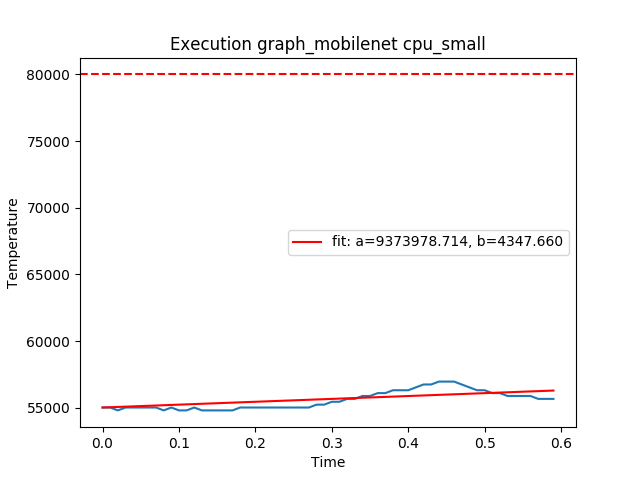 Execution graph_mobilenet cpu_small
80000
75000
70000
65000
60000
55000
Temperature
fit: a=9373978.714, b=4347.660
0.0 0.1 0.2 0.3 0.4 0.5 0.6
Time